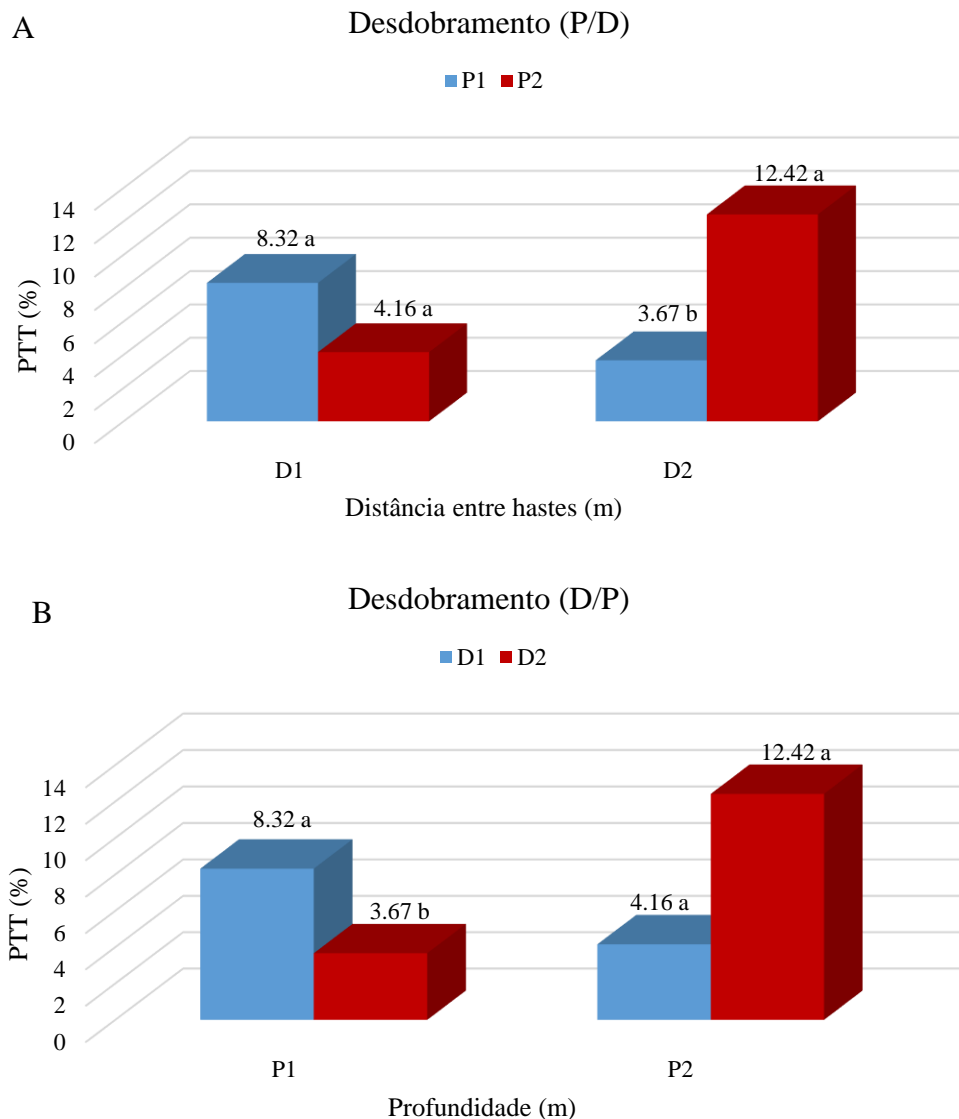 A
Desdobramento (P/D)
P1 P2
14
12
10
8
6
4
2
0
PTT (%)
8.32 a
4.16 a
3.67 b
12.42 a
D1 D2
Distância entre hastes (m)
B
Desdobramento (D/P)
D1 D2
14
12
10
8
6
4
2
0
PTT (%)
8.32 a
3.67 b
4.16 a
12.42 a
P1 P2
Profundidade (m)